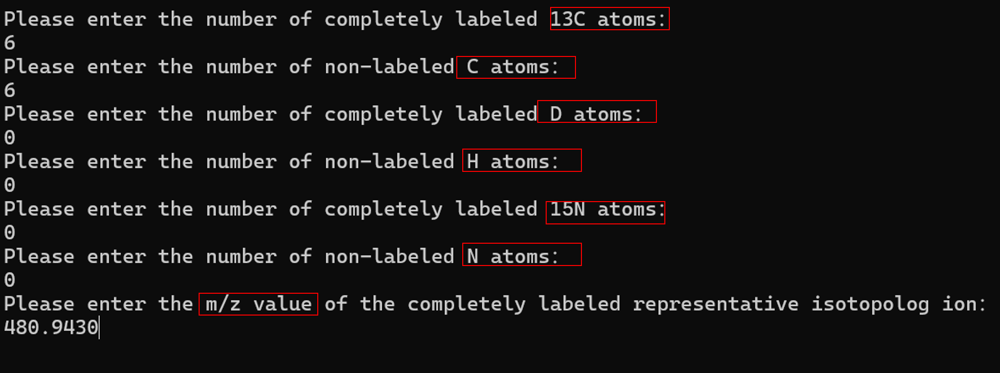 Please enter the number of completely labeled 13C atoms:
6
Please enter the number of non-labeled C atoms:
6
Please enter the number of completely labeled D atoms:
0
Please enter the number of non-labeled H atoms:
0
Please enter the number of completely labeled 15N atoms:
0
Please enter the number of non-labeled N atoms:
0
Please enter the m/z value of the completely labeled representative isotopolog ion:
480.9430